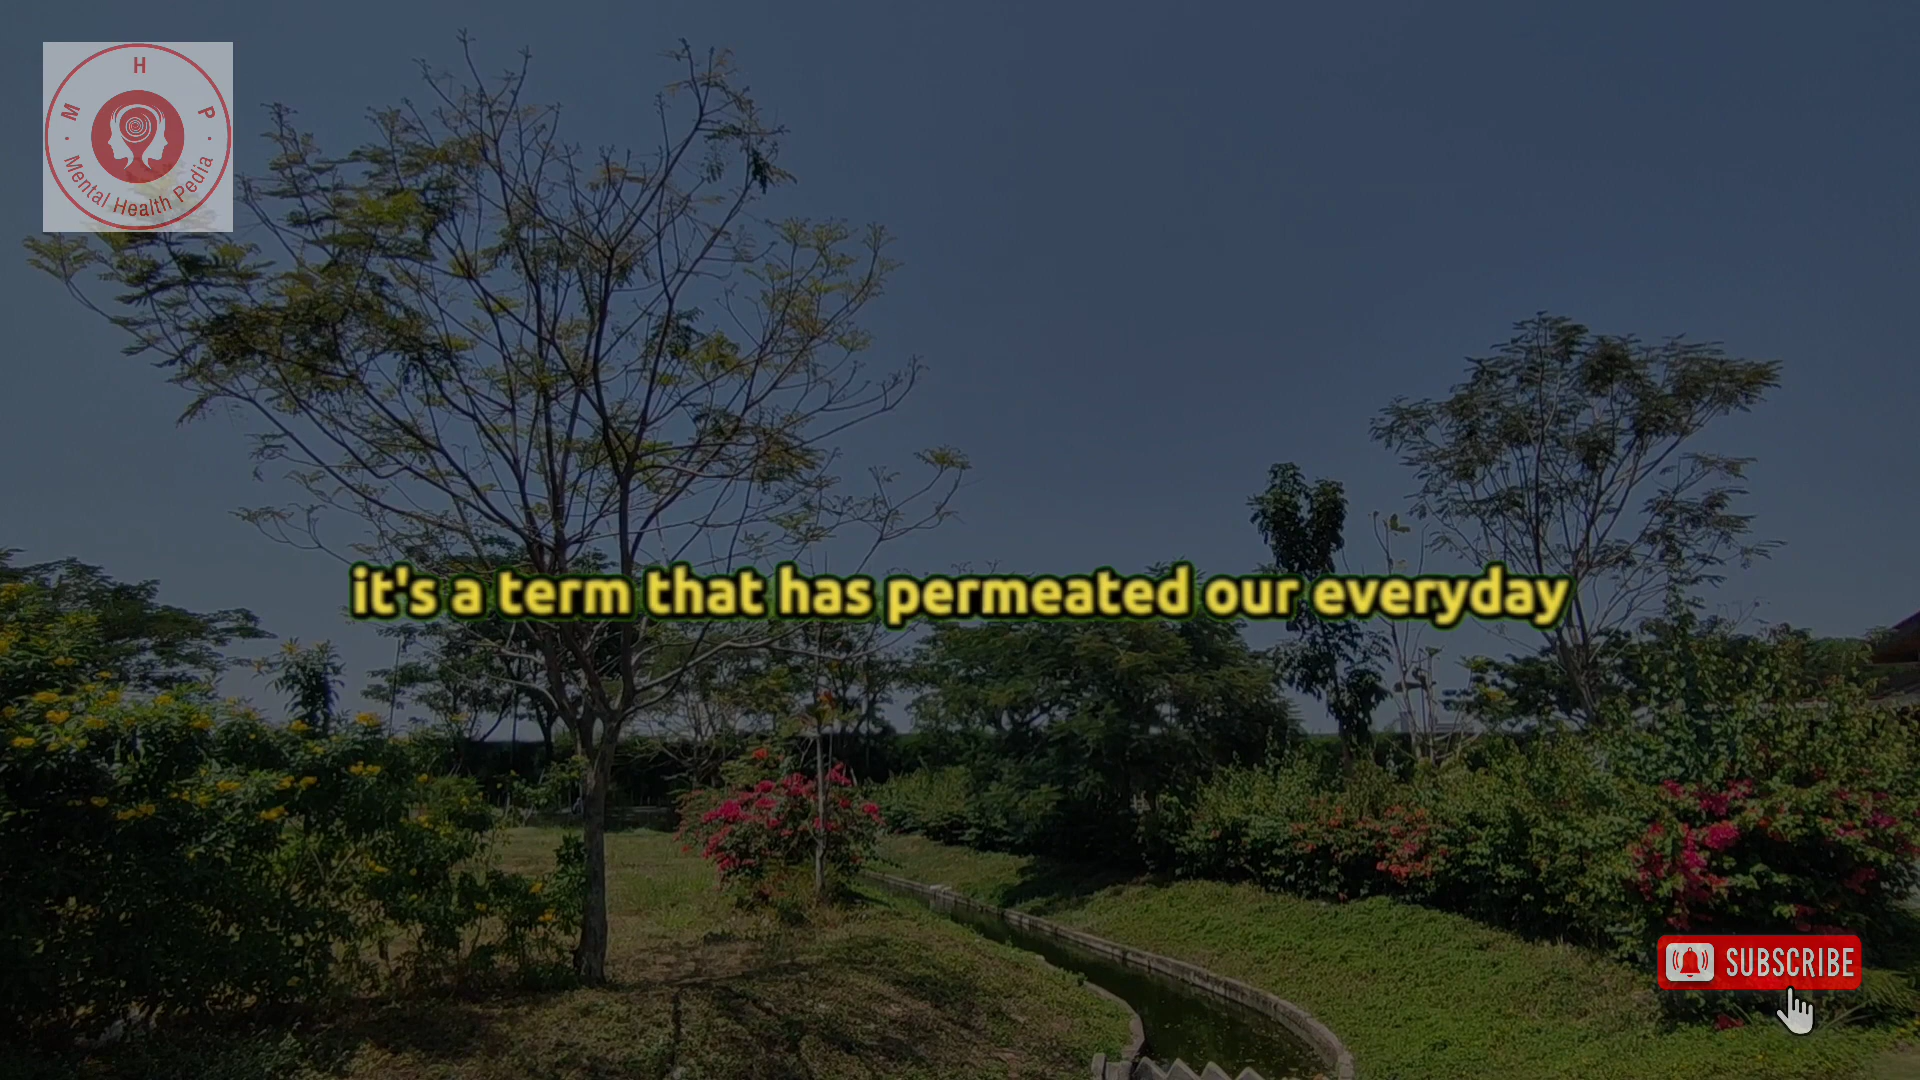 M H P
Mental Health Pedia
it's a term that has permeated our everyday
SUBSCRIBE